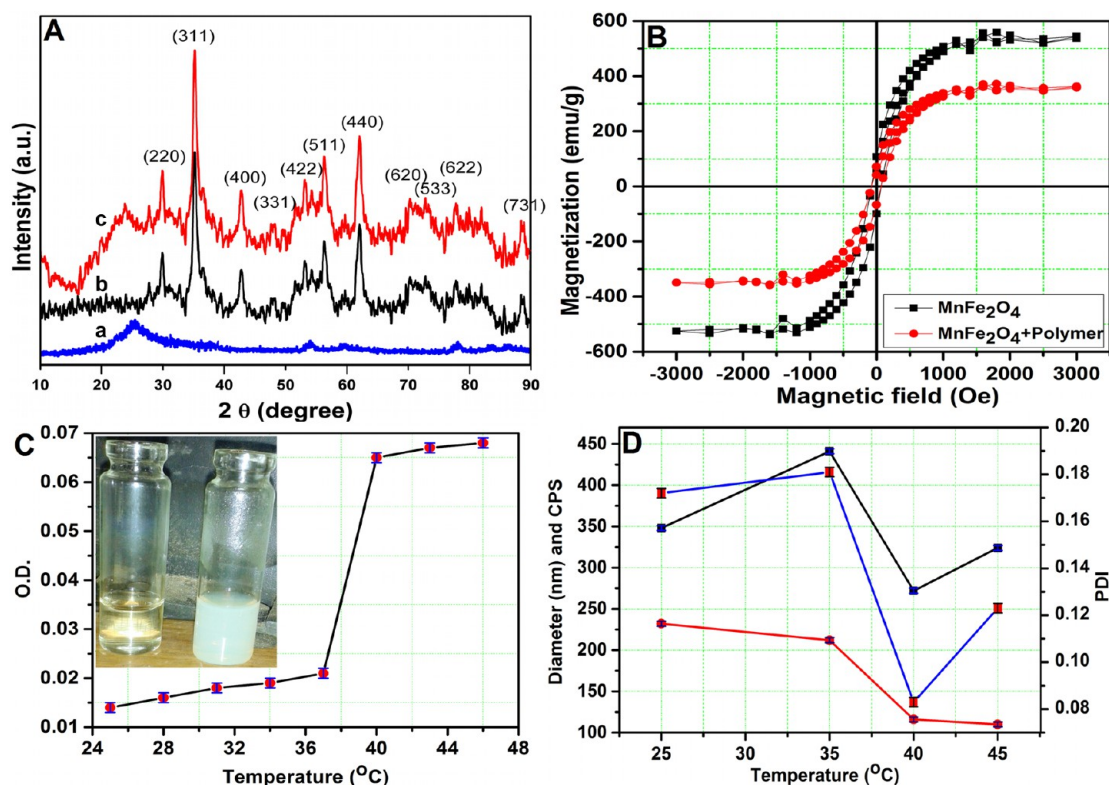 A
Intensity (a.u.)
(311)
(220)
(400)
(331)
(422)
(511)
(440)
(620)
(533)
(622)
(731)
c
b
a
10 20 30 40 50 60 70 80 90
2 θ (degree)
B
Magnetization (emu/g)
600
400
200
0
-200
-400
-600
MnFe₂O₄
MnFe₂O₄+Polymer
-3000 -2000 -1000 0 1000 2000 3000
Magnetic field (Oe)
C
O.D.
0.07
0.06
0.05
0.04
0.03
0.02
0.01
24 28 32 36 40 44 48
Temperature (⁰C)
D
Diameter (nm) and CPS
450
400
350
300
250
200
150
100
0.20
0.18
0.16
0.14
0.12
0.10
0.08
PDI
25 30 35 40 45
Temperature (⁰C)